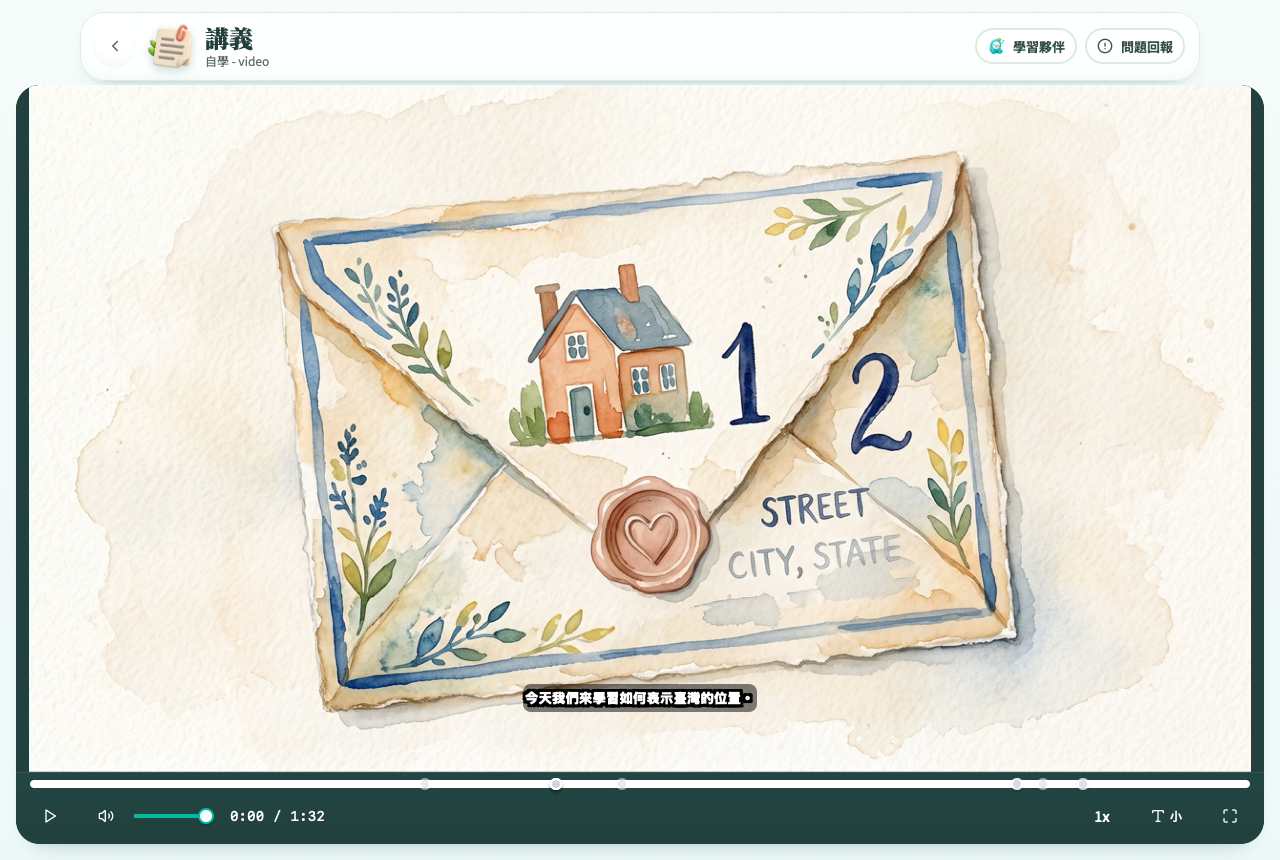 講義
自學 - video
學習夥伴
問題回報
1
2
STREET
CITY, STATE
今天我們來學習如何表示臺灣的位置。
0:00 / 1:32
1x
小